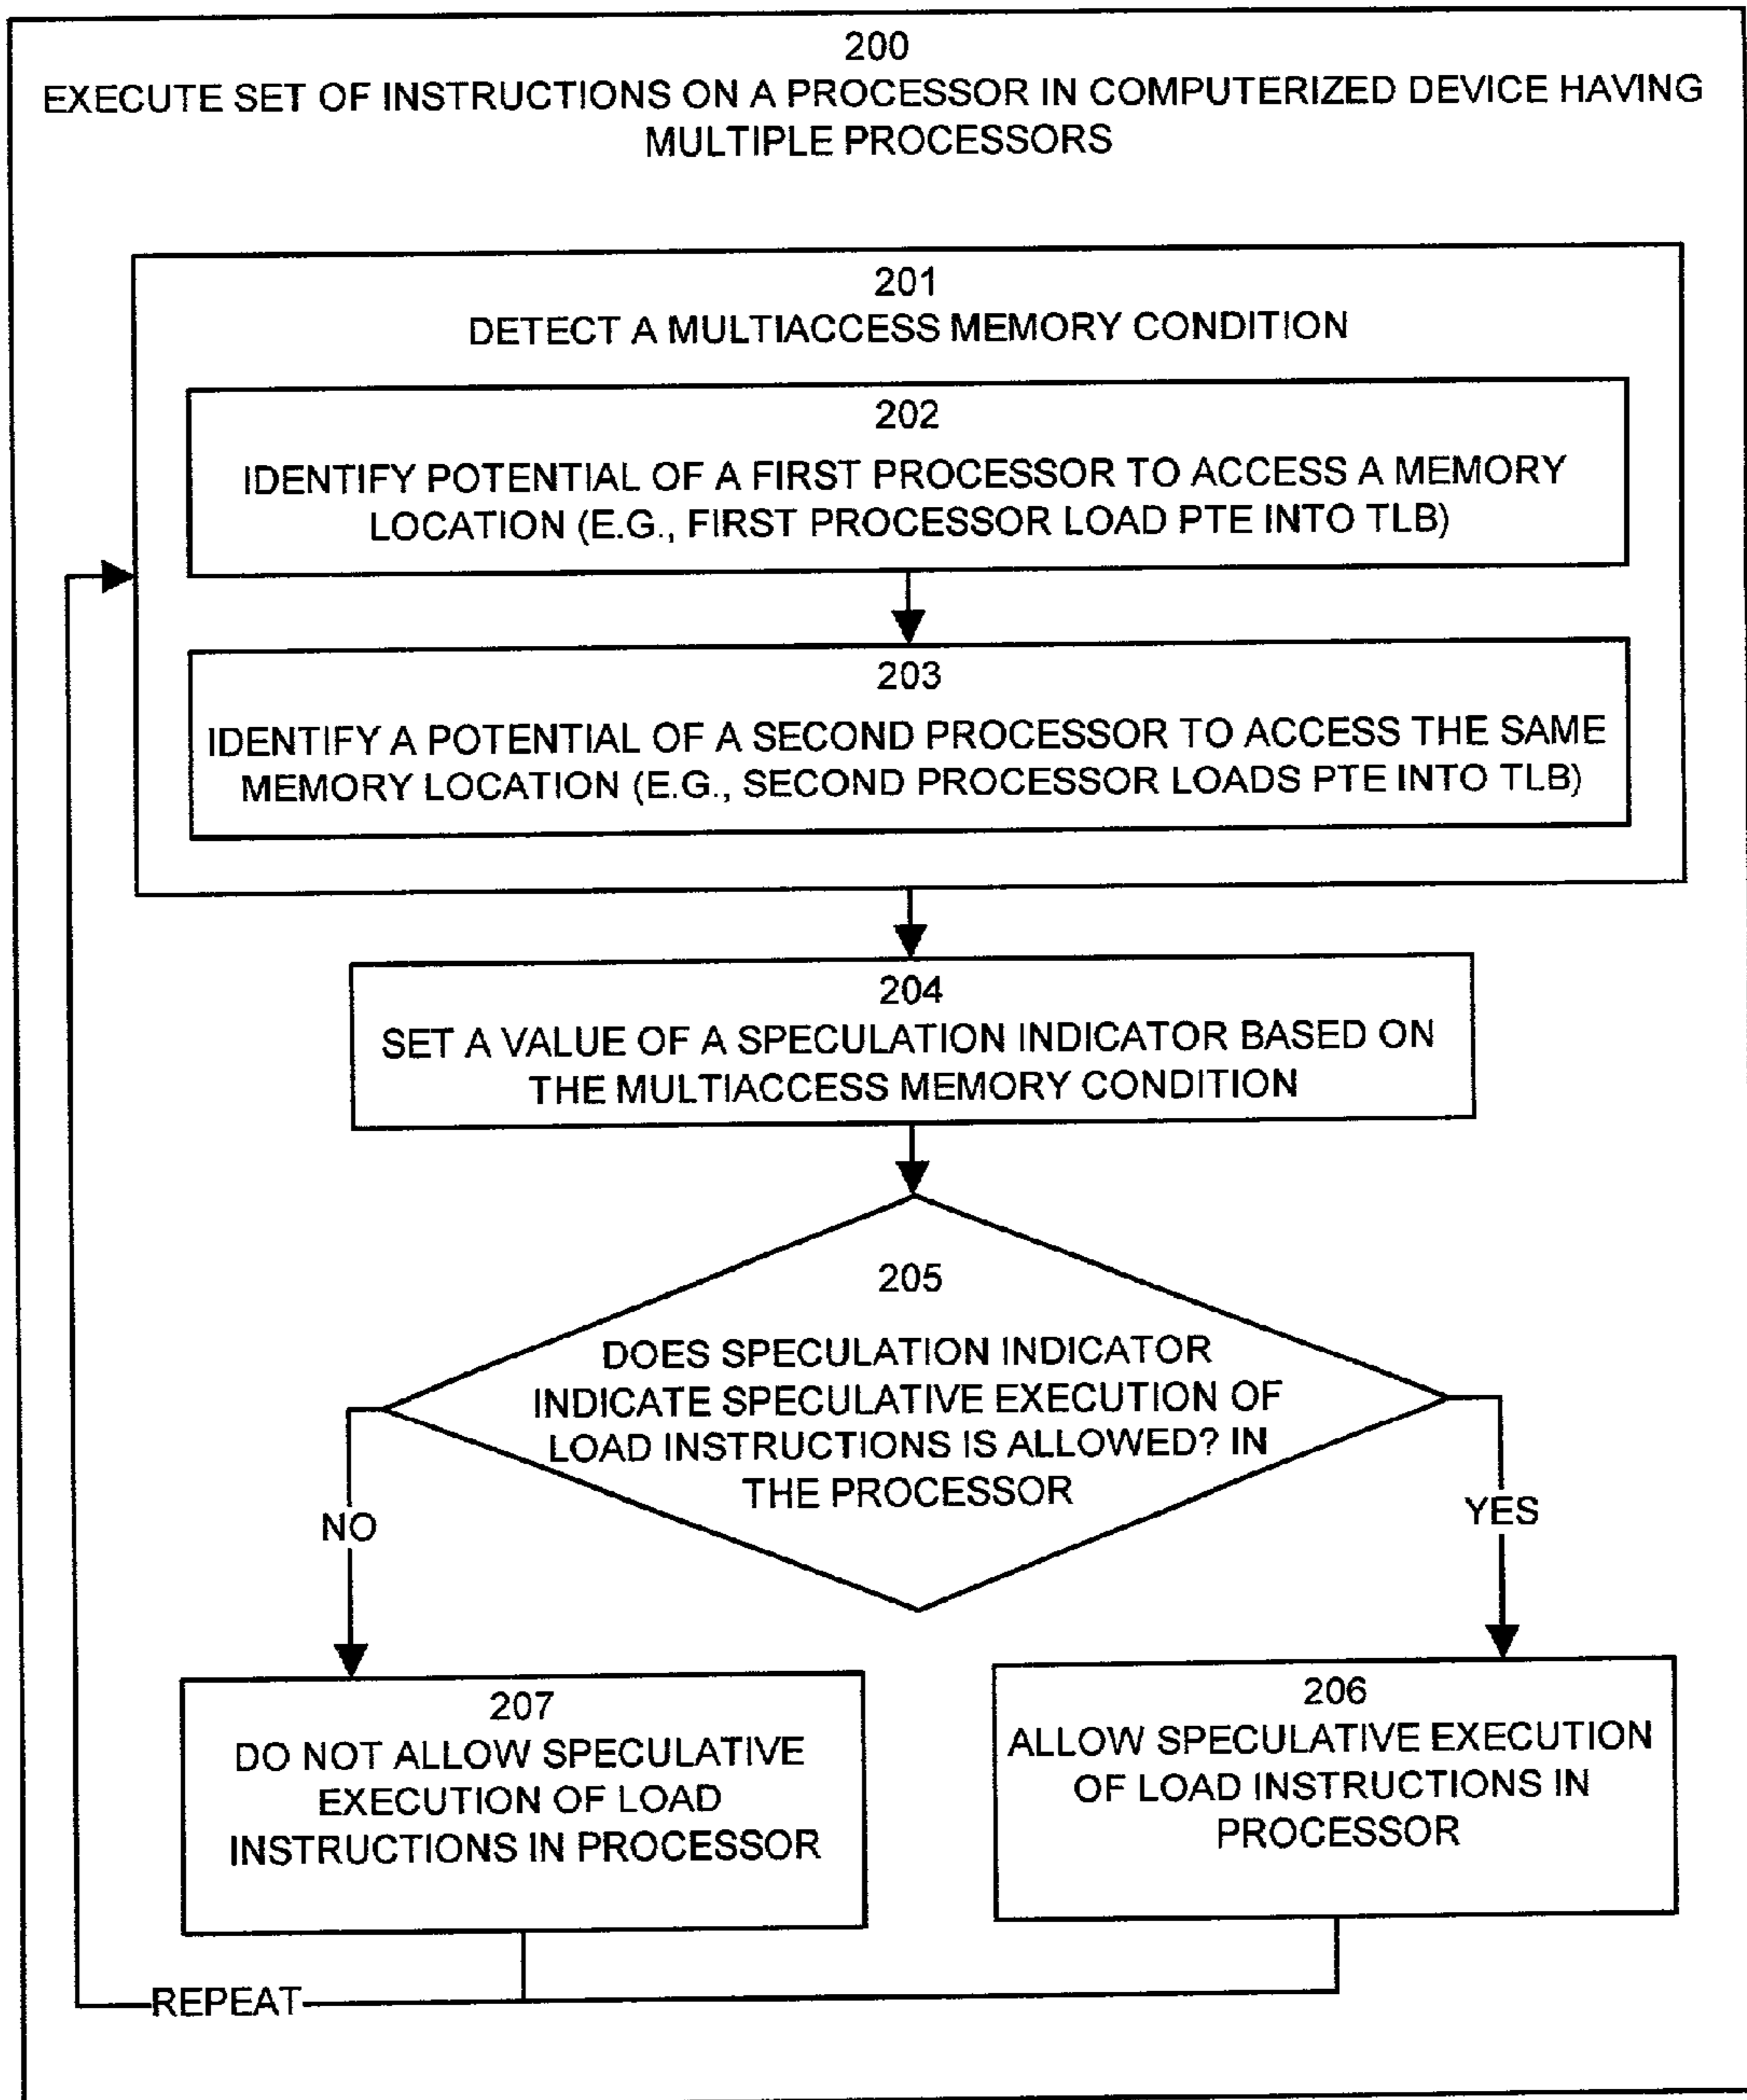 200
EXECUTE SET OF INSTRUCTIONS ON A PROCESSOR IN COMPUTERIZED DEVICE HAVING
MULTIPLE PROCESSORS
201
DETECT A MULTIACCESS MEMORY CONDITION
202
IDENTIFY POTENTIAL OF A FIRST PROCESSOR TO ACCESS A MEMORY
LOCATION (E.G., FIRST PROCESSOR LOAD PTE INTO TLB)
203
IDENTIFY A POTENTIAL OF A SECOND PROCESSOR TO ACCESS THE SAME
MEMORY LOCATION (E.G., SECOND PROCESSOR LOADS PTE INTO TLB)
204
SET A VALUE OF A SPECULATION INDICATOR BASED ON
THE MULTIACCESS MEMORY CONDITION
205
DOES SPECULATION INDICATOR
INDICATE SPECULATIVE EXECUTION OF
LOAD INSTRUCTIONS IS ALLOWED? IN
THE PROCESSOR
NO
YES
207
DO NOT ALLOW SPECULATIVE
EXECUTION OF LOAD
INSTRUCTIONS IN PROCESSOR
206
ALLOW SPECULATIVE EXECUTION
OF LOAD INSTRUCTIONS IN
PROCESSOR
REPEAT